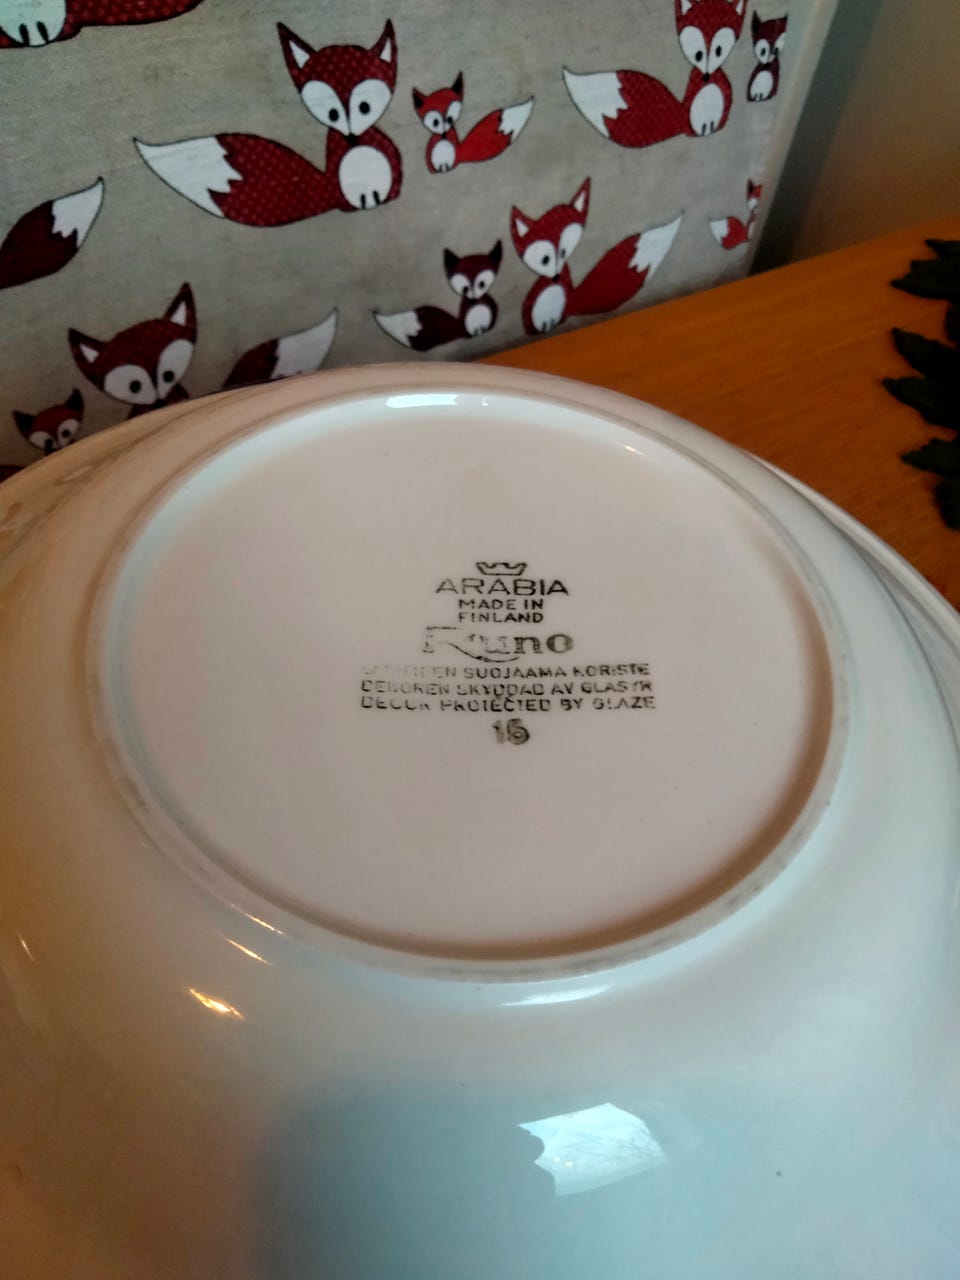 ARABIA
MADE IN
FINLAND
Runo
SUOJAAMA KORISTE
DEKOREN SKYDDAD AV GLASYR
DECOR PROTECTED BY GLAZE
16